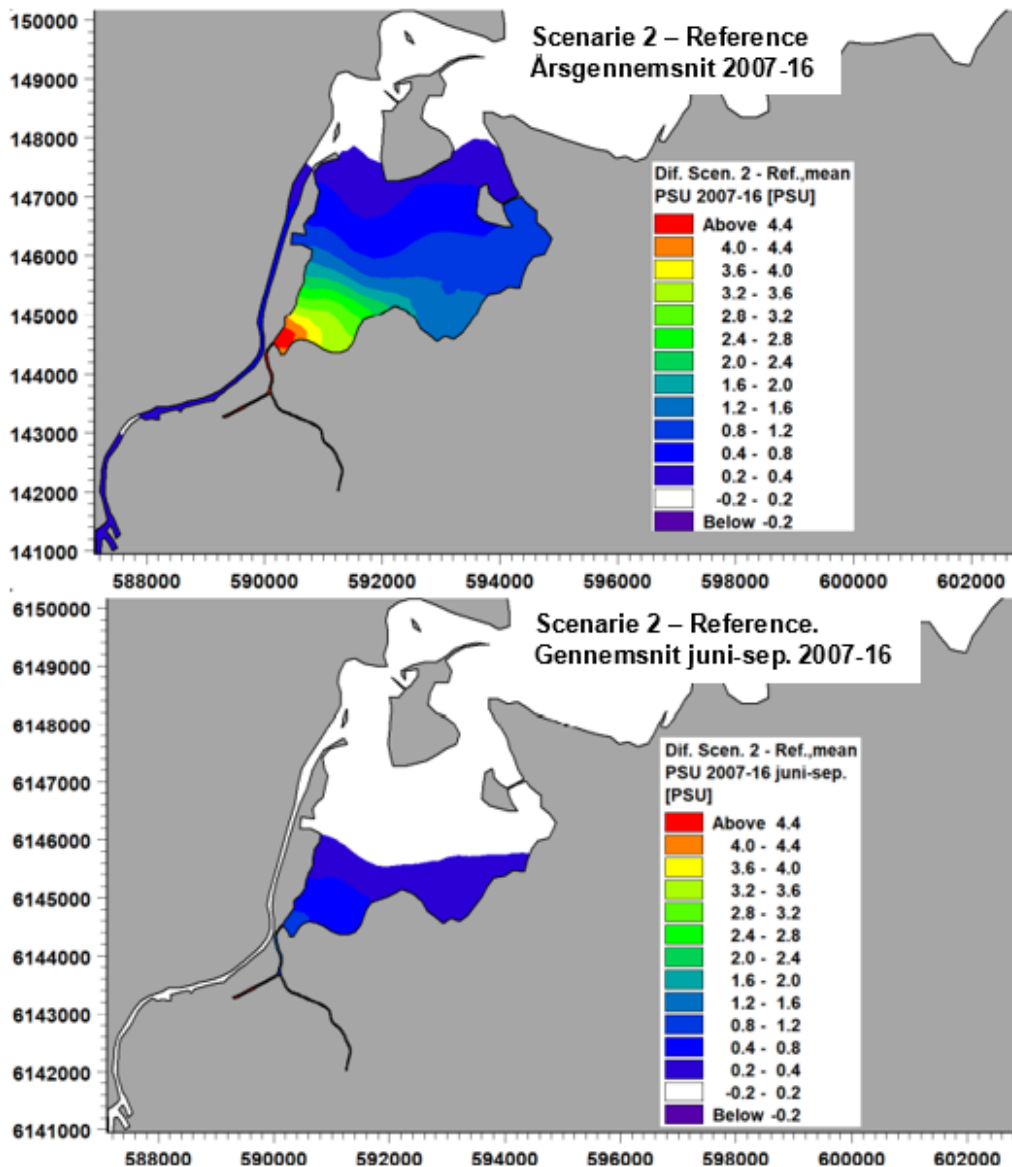 Scenarie 2 – Reference
Årsgennemsnit 2007-16
150000
149000
148000
147000
146000
145000
144000
143000
142000
141000
Dif. Scen. 2 - Ref.,mean
PSU 2007-16 [PSU]
Above 4.4
4.0 - 4.4
3.6 - 4.0
3.2 - 3.6
2.8 - 3.2
2.4 - 2.8
2.0 - 2.4
1.6 - 2.0
1.2 - 1.6
0.8 - 1.2
0.4 - 0.8
0.2 - 0.4
-0.2 - 0.2
Below -0.2
588000 590000 592000 594000 596000 598000 600000 602000
Scenarie 2 – Reference.
Gennemsnit juni-sep. 2007-16
6150000
6149000
6148000
6147000
6146000
6145000
6144000
6143000
6142000
6141000
Dif. Scen. 2 - Ref.,mean
PSU 2007-16 juni-sep.
[PSU]
Above 4.4
4.0 - 4.4
3.6 - 4.0
3.2 - 3.6
2.8 - 3.2
2.4 - 2.8
2.0 - 2.4
1.6 - 2.0
1.2 - 1.6
0.8 - 1.2
0.4 - 0.8
0.2 - 0.4
-0.2 - 0.2
Below -0.2
588000 590000 592000 594000 596000 598000 600000 602000